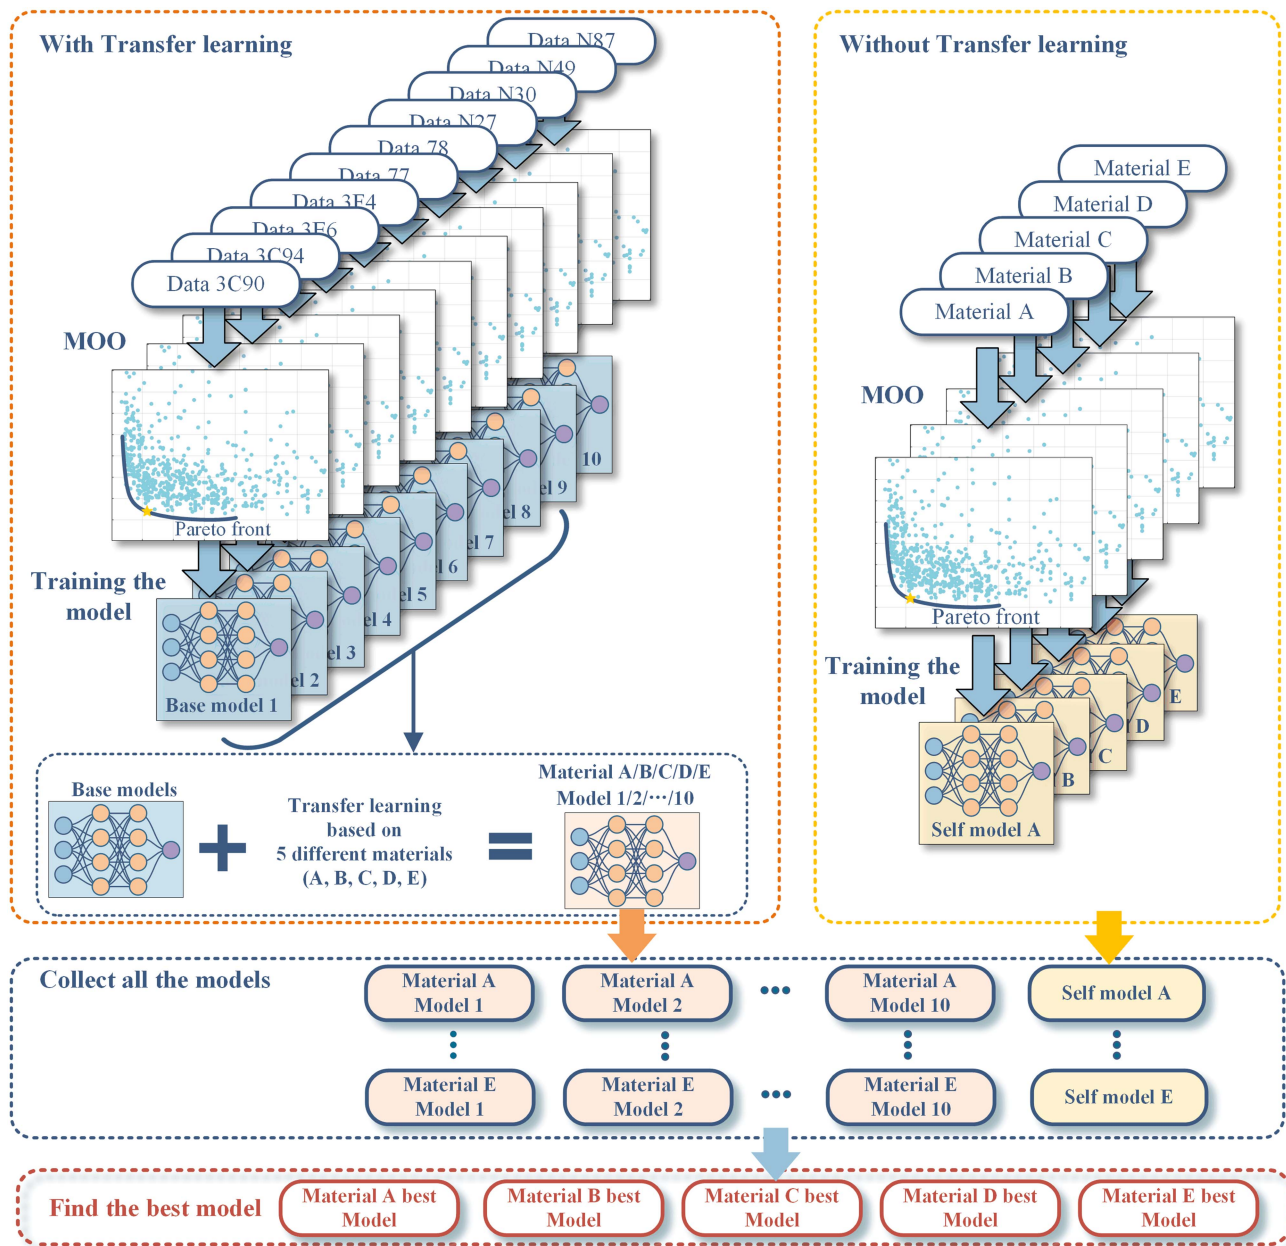 With Transfer learning
Data N87
Data N49
Data N30
Data N27
Data 78
Data 77
Data 3F4
Data 3F6
Data 3C94
Data 3C90
MOO
Pareto front
Training the
model
10
el 9
el 8
el 7
el 6
el 5
el 4
el 3
el 2
Base model 1
Base models
Transfer learning
based on
5 different materials
(A, B, C, D, E)
Material A/B/C/D/E
Model 1/2/···/10
Without Transfer learning
Material E
Material D
Material C
Material B
Material A
MOO
Pareto front
Training the
model
E
D
C
B
Self model A
Collect all the models
Material A
Model 1
Material A
Model 2
Material A
Model 10
Self model A
Material E
Model 1
Material E
Model 2
Material E
Model 10
Self model E
Find the best model
Material A best
Model
Material B best
Model
Material C best
Model
Material D best
Model
Material E best
Model